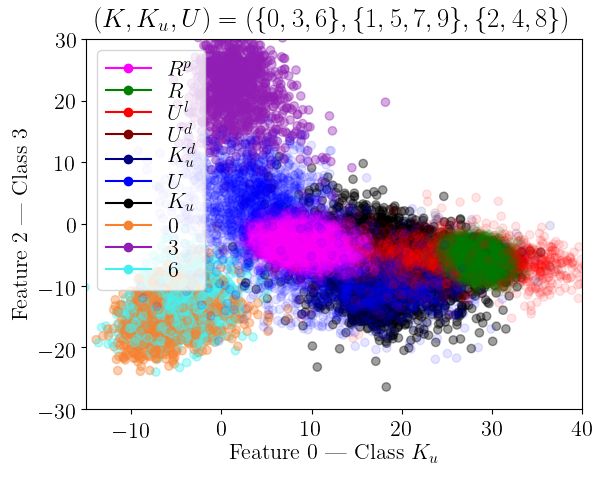 (K, K_u, U) = ({0, 3, 6}, {1, 5, 7, 9}, {2, 4, 8})
30
20
10
0
−10
−20
−30
Feature 2 — Class 3
R^p
R
U^l
U^d
K_u^d
U
K_u
0
3
6
−10
0
10
20
30
40
Feature 0 — Class K_u